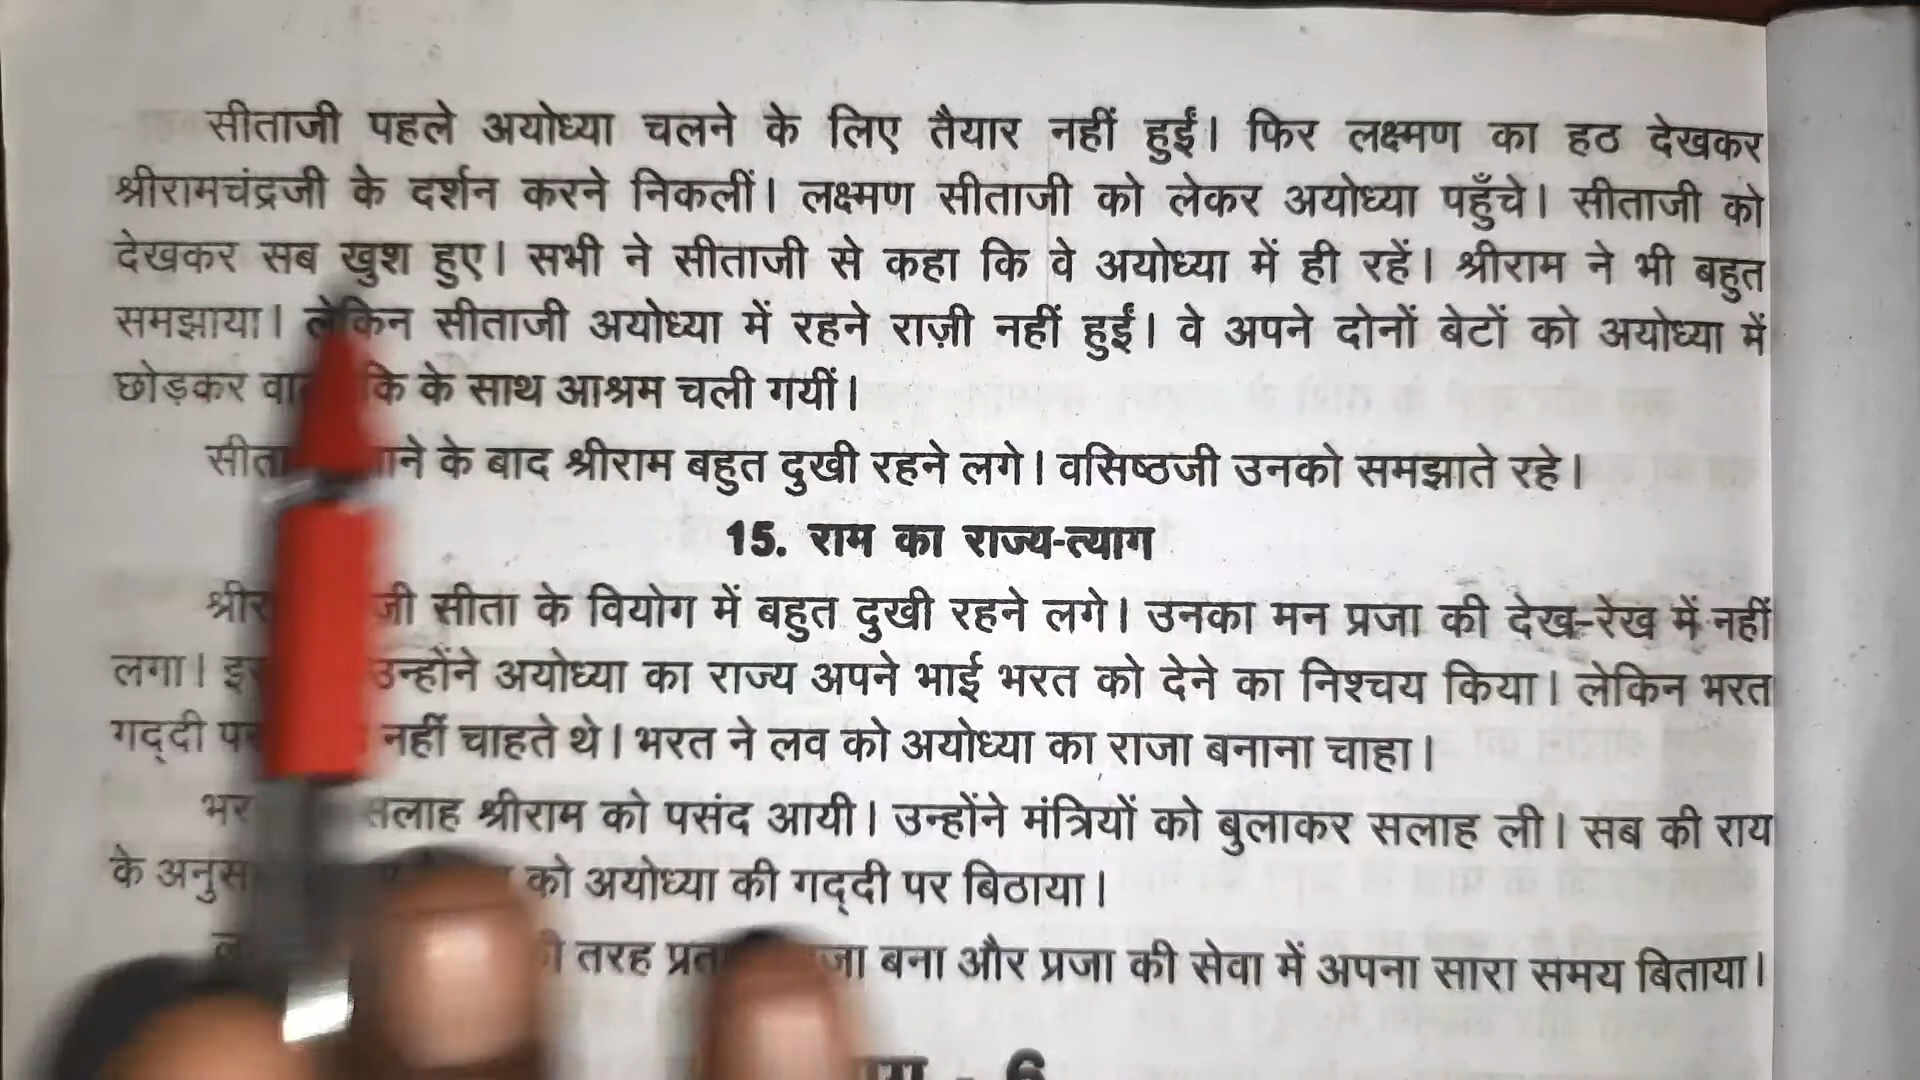 सीताजी पहले अयोध्या चलने के लिए तैयार नहीं हुईं। फिर लक्ष्मण का हठ देखकर
श्रीरामचंद्रजी के दर्शन करने निकलीं। लक्ष्मण सीताजी को लेकर अयोध्या पहुँचे। सीताजी को
देखकर सब खुश हुए। सभी ने सीताजी से कहा कि वे अयोध्या में ही रहें। श्रीराम ने भी बहुत
समझाया। लेकिन सीताजी अयोध्या में रहने राज़ी नहीं हुईं। वे अपने दोनों बेटों को अयोध्या में
छोड़कर के साथ आश्रम चली गयीं।
के बाद श्रीराम बहुत दुखी रहने लगे। वसिष्ठजी उनको समझाते रहे।
15. राम का राज्य-त्याग
सीता के वियोग में बहुत दुखी रहने लगे। उनका मन प्रजा की देख-रेख में नहीं
लगा। उन्होंने अयोध्या का राज्य अपने भाई भरत को देने का निश्चय किया। लेकिन भरत
गद्दी नहीं चाहते थे। भरत ने लव को अयोध्या का राजा बनाना चाहा।
सलाह श्रीराम को पसंद आयी। उन्होंने मंत्रियों को बुलाकर सलाह ली। सब की राय
के को अयोध्या की गद्दी पर बिठाया।
तरह बना और प्रजा की सेवा में अपना सारा समय बिताया।
- 6